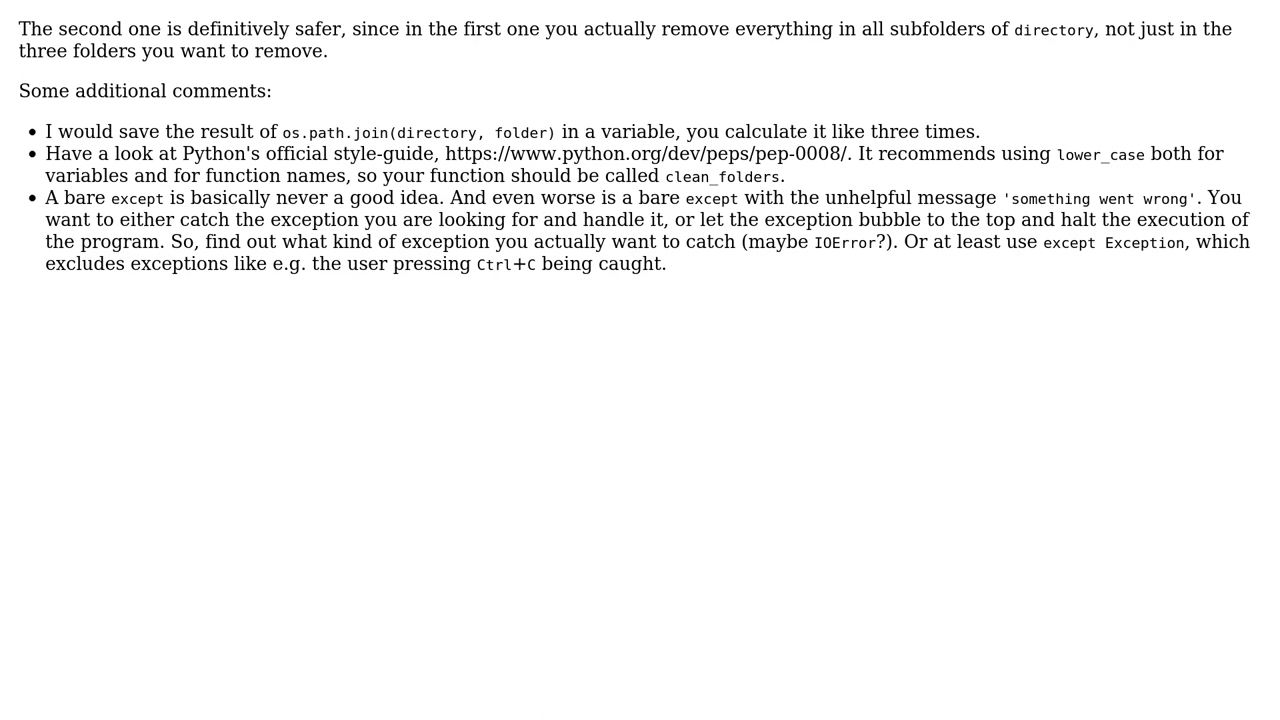 The second one is definitively safer, since in the first one you actually remove everything in all subfolders of directory, not just in the
three folders you want to remove.
Some additional comments:
• I would save the result of os.path.join(directory, folder) in a variable, you calculate it like three times.
• Have a look at Python's official style-guide, https://www.python.org/dev/peps/pep-0008/. It recommends using lower_case both for
variables and for function names, so your function should be called clean_folders.
• A bare except is basically never a good idea. And even worse is a bare except with the unhelpful message 'something went wrong'. You
want to either catch the exception you are looking for and handle it, or let the exception bubble to the top and halt the execution of
the program. So, find out what kind of exception you actually want to catch (maybe IOError?). Or at least use except Exception, which
excludes exceptions like e.g. the user pressing Ctrl+C being caught.